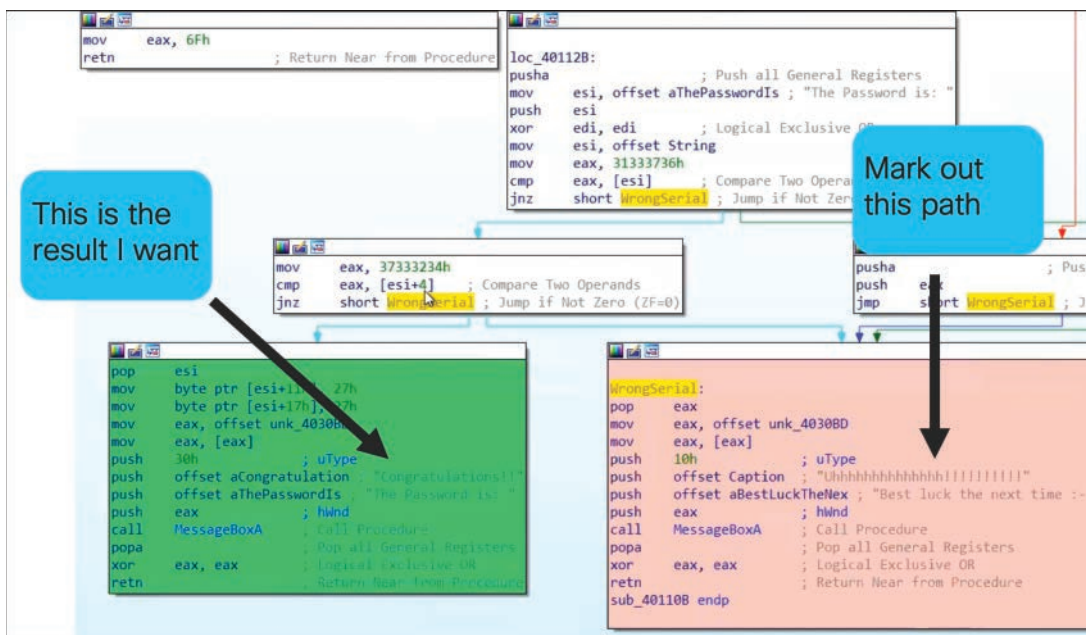 mov eax, 6Fh
retn ; Return Near from Procedure
loc_40112B:
pusha ; Push all General Registers
mov esi, offset aThePasswordIs ; "The Password is: "
push esi
xor edi, edi ; Logical Exclusive OR
mov esi, offset String
mov eax, 31333736h
cmp eax, [esi] ; Compare Two Opera
jnz short WrongSerial ; Jump if Not Zer
This is the
result I want
Mark out
this path
mov eax, 37333234h
cmp eax, [esi+4] ; Compare Two Operands
jnz short WrongSerial ; Jump if Not Zero (ZF=0)
pusha ; Pus
push eax
jmp short WrongSerial ; J
pop esi
mov byte ptr [esi+11h], 27h
mov byte ptr [esi+17h], 27h
mov eax, offset unk_4030BD
mov eax, [eax]
push 30h ; uType
push offset aCongratulation ; "Congratulations!!"
push offset aThePasswordIs ; "The Password is: "
push eax ; hWnd
call MessageBoxA ; Call Procedure
popa ; Pop all General Registers
xor eax, eax ; Logical Exclusive OR
retn ; Return Near from Procedure
WrongSerial:
pop eax
mov eax, offset unk_4030BD
mov eax, [eax]
push 10h ; uType
push offset Caption ;
push offset aBestLuckTheNex ; "Best luck the next time :-
push eax ; hWnd
call MessageBoxA ; Call Procedure
popa ; Pop all General Registers
xor eax, eax ; Logical Exclusive OR
retn ; Return Near from Procedure
sub_40110B endp